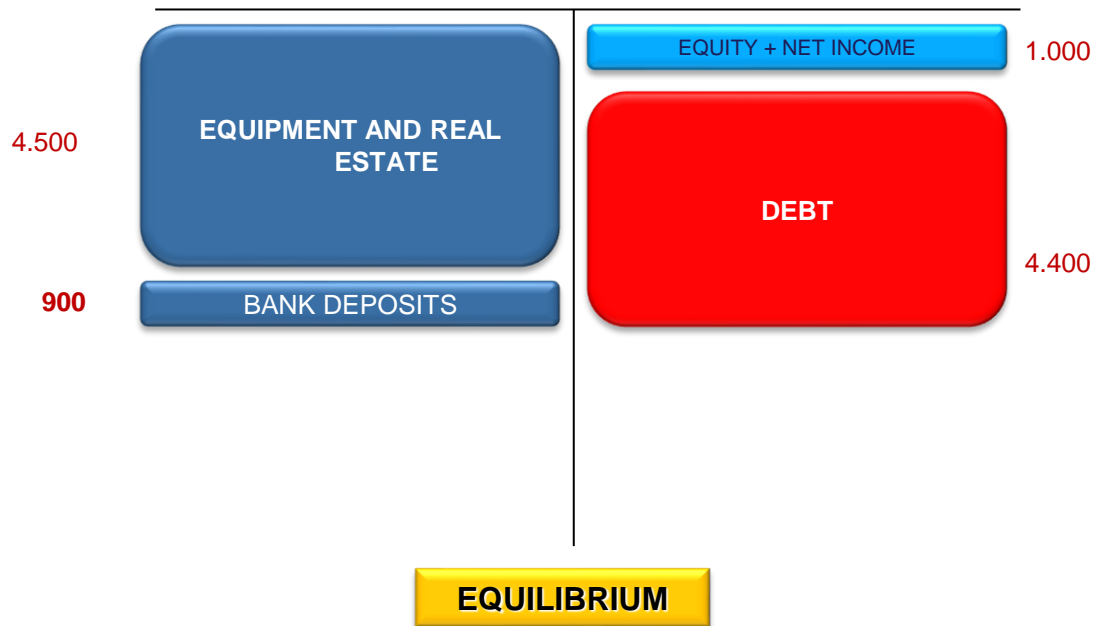 4.500
EQUIPMENT AND REAL
ESTATE
900
BANK DEPOSITS
EQUITY + NET INCOME
1.000
DEBT
4.400
EQUILIBRIUM